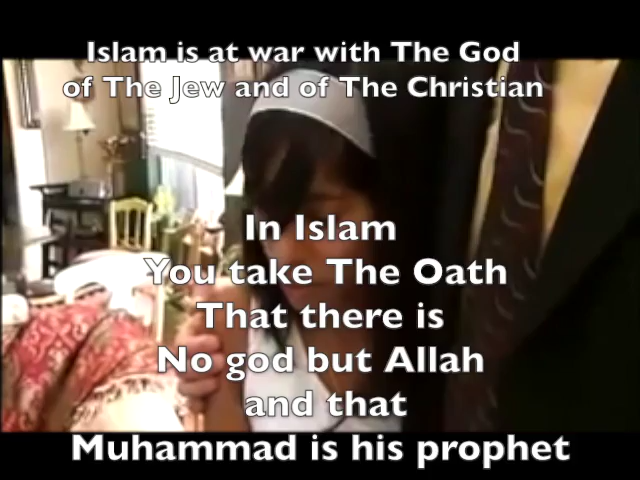 Islam is at war with The God
of The Jew and of The Christian
In Islam
You take The Oath
That there is
No god but Allah
and that
Muhammad is his prophet